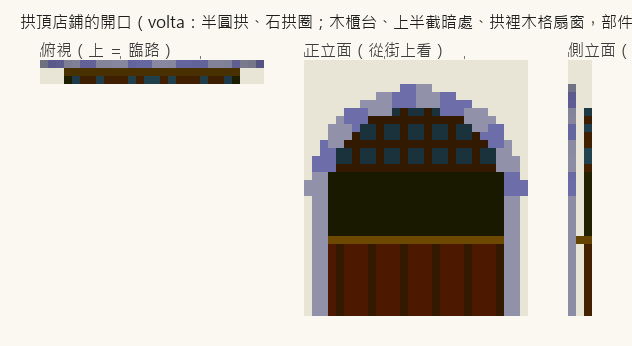 拱頂店鋪的開口（volta：半圓拱、石拱圈；木櫃台、上半截暗處、拱裡木格扇窗，部件
俯視（上 = 臨路）
正立面（從街上看）
側立面（